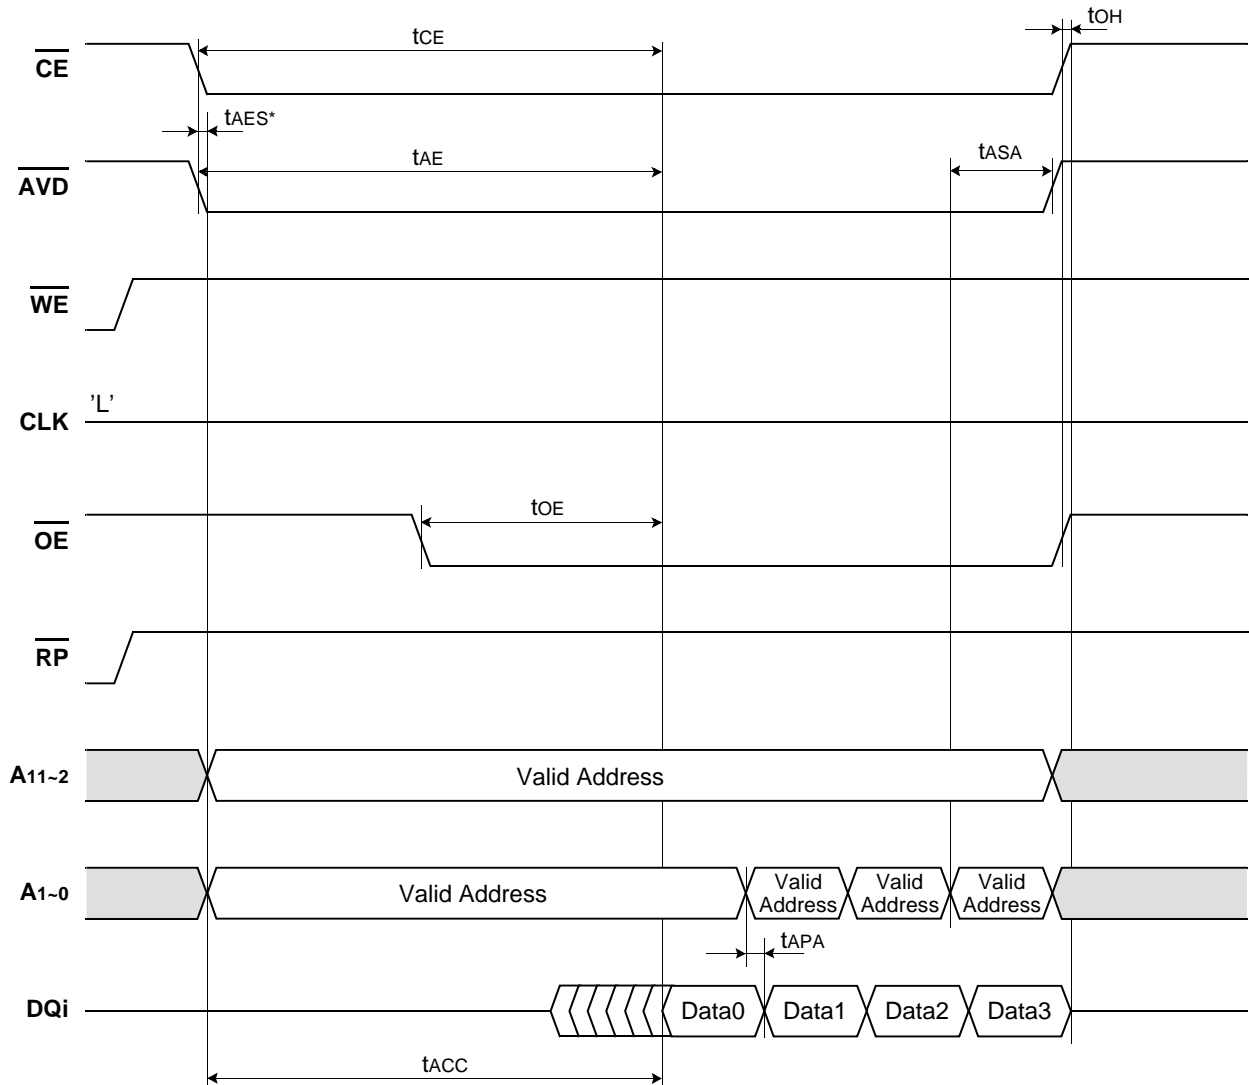 tOH
tCE
CE
tAES*
tAE
tASA
AVD
WE
'L'
CLK
tOE
OE
RP
A11~2
Valid Address
A1~0
Valid Address
Valid Address
Valid Address
Valid Address
tAPA
DQi
Data0
Data1
Data2
Data3
tACC